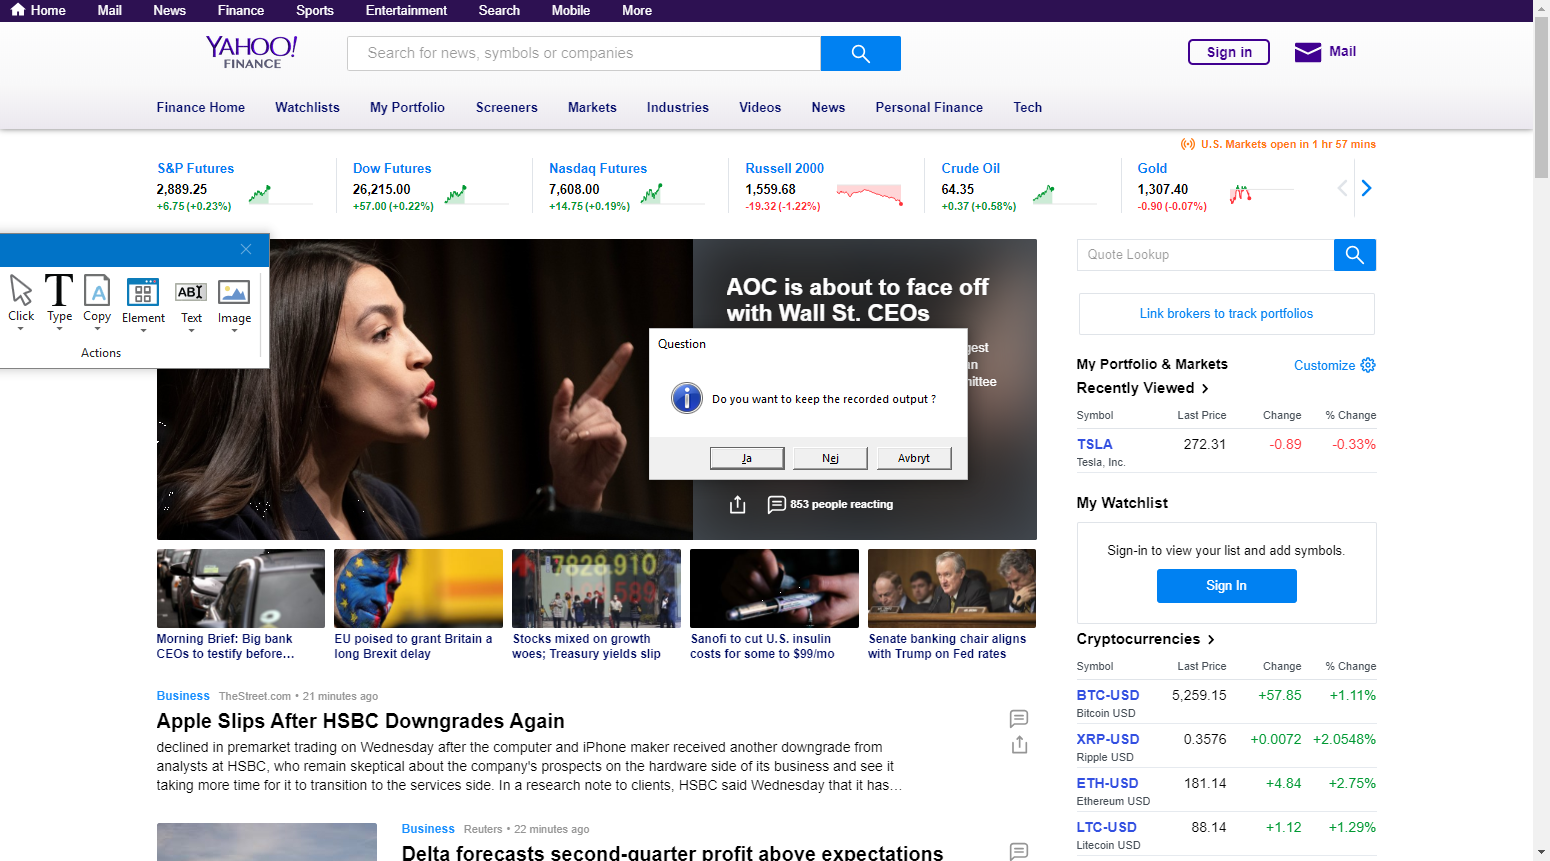 Home Mail News Finance Sports Entertainment Search Mobile More
YAHOO!
FINANCE
Search for news, symbols or companies
Sign in
Mail
Finance Home Watchlists My Portfolio Screeners Markets Industries Videos News Personal Finance Tech
U.S. Markets open in 1 hr 57 mins
S&P Futures
2,889.25
+6.75 (+0.23%)
Dow Futures
26,215.00
+57.00 (+0.22%)
Nasdaq Futures
7,608.00
+14.75 (+0.19%)
Russell 2000
1,559.68
-19.32 (-1.22%)
Crude Oil
64.35
+0.37 (+0.58%)
Gold
1,307.40
-0.90 (-0.07%)
Click Type Copy Element Text Image
Actions
AOC is about to face off
with Wall St. CEOs
Question
Do you want to keep the recorded output ?
Ja Nej Avbryt
853 people reacting
Morning Brief: Big bank
CEOs to testify before...
EU poised to grant Britain a
long Brexit delay
7828.910
589
Stocks mixed on growth
woes; Treasury yields slip
Sanofi to cut U.S. insulin
costs for some to $99/mo
Senate banking chair aligns
with Trump on Fed rates
Business TheStreet.com • 21 minutes ago
Apple Slips After HSBC Downgrades Again
declined in premarket trading on Wednesday after the computer and iPhone maker received another downgrade from
analysts at HSBC, who remain skeptical about the company's prospects on the hardware side of its business and see it
taking more time for it to transition to the services side. In a research note to clients, HSBC said Wednesday that it has...
Business Reuters • 22 minutes ago
Delta forecasts second-quarter profit above expectations
Quote Lookup
Link brokers to track portfolios
My Portfolio & Markets
Customize
Recently Viewed
Symbol Last Price Change % Change
TSLA 272.31 -0.89 -0.33%
Tesla, Inc.
My Watchlist
Sign-in to view your list and add symbols.
Sign In
Cryptocurrencies
Symbol Last Price Change % Change
BTC-USD 5,259.15 +57.85 +1.11%
Bitcoin USD
XRP-USD 0.3576 +0.0072 +2.0548%
Ripple USD
ETH-USD 181.14 +4.84 +2.75%
Ethereum USD
LTC-USD 88.14 +1.12 +1.29%
Litecoin USD